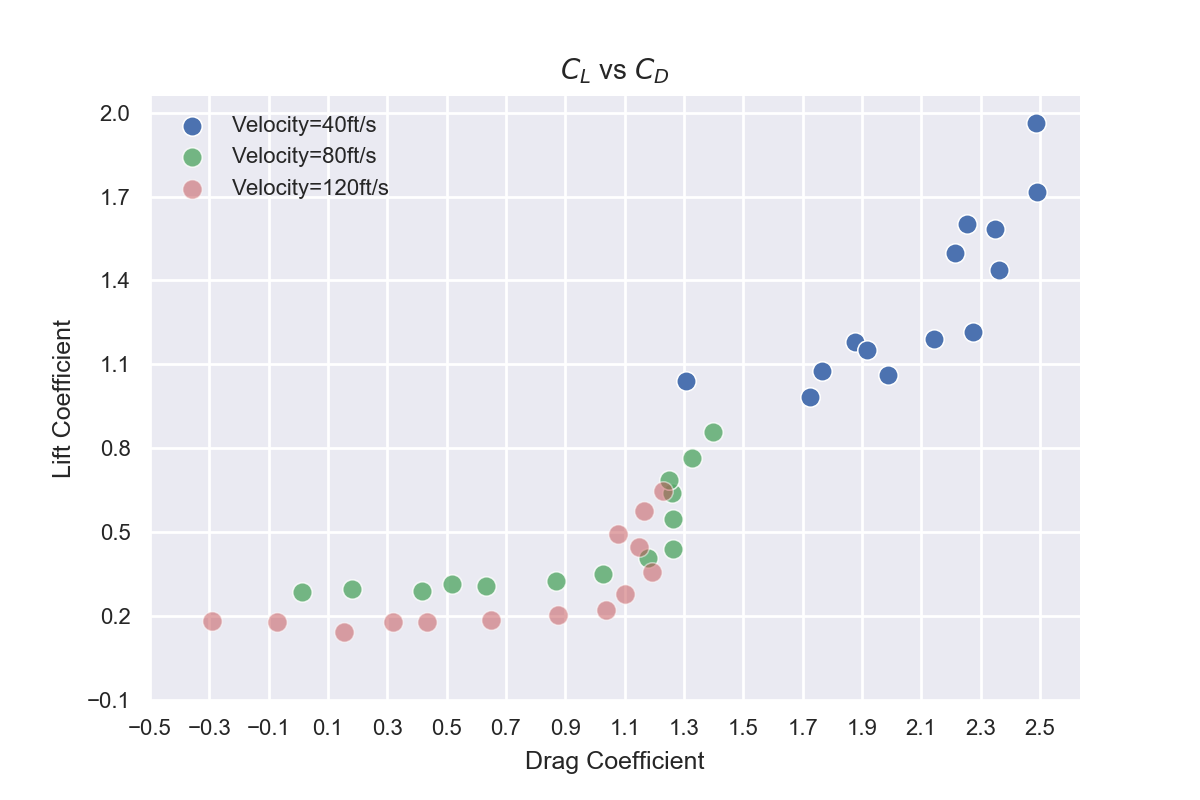 C_L vs C_D
2.0
1.7
1.4
1.1
0.8
0.5
0.2
−0.1
Lift Coefficient
Velocity=40ft/s
Velocity=80ft/s
Velocity=120ft/s
−0.5 −0.3 −0.1 0.1 0.3 0.5 0.7 0.9 1.1 1.3 1.5 1.7 1.9 2.1 2.3 2.5
Drag Coefficient